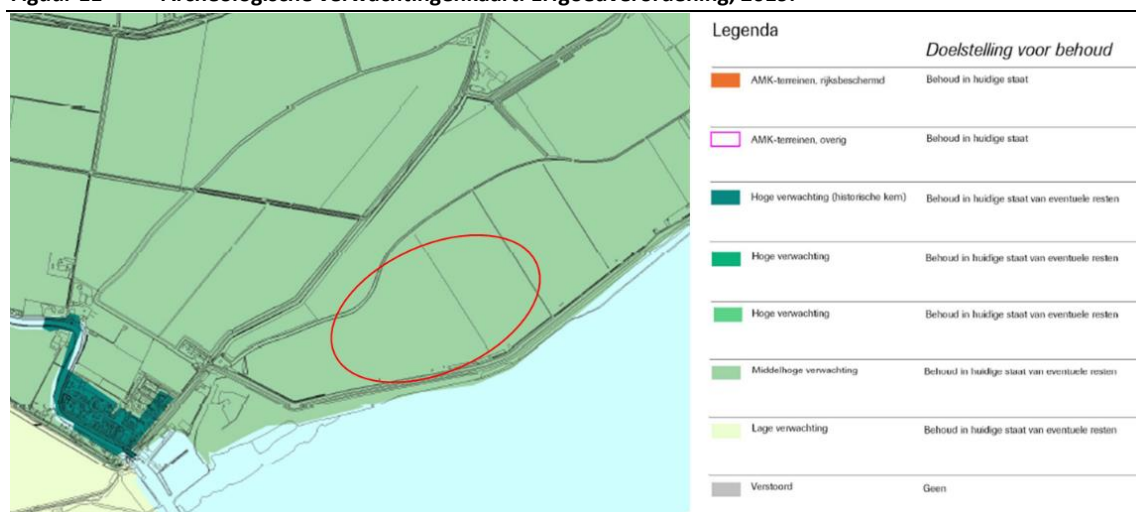 Legenda
Doelstelling voor behoud
AMK-terreinen, rijksbeschermd Behoud in huidige staat
AMK-terreinen, overig Behoud in huidige staat
Hoge verwachting (historische kern) Behoud in huidige staat van eventuele resten
Hoge verwachting Behoud in huidige staat van eventuele resten
Hoge verwachting Behoud in huidige staat van eventuele resten
Middelhoge verwachting Behoud in huidige staat van eventuele resten
Lage verwachting Behoud in huidige staat van eventuele resten
Verstoord Geen